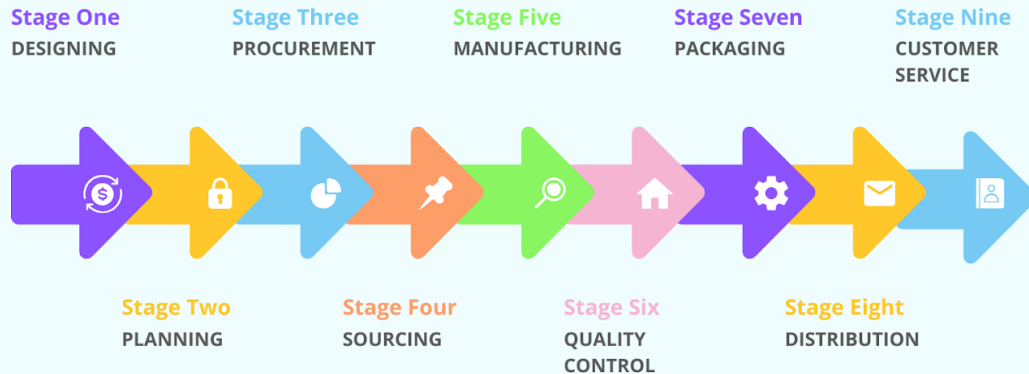 Stage One
DESIGNING
Stage Three
PROCUREMENT
Stage Five
MANUFACTURING
Stage Seven
PACKAGING
Stage Nine
CUSTOMER
SERVICE
$
Stage Two
PLANNING
Stage Four
SOURCING
Stage Six
QUALITY
CONTROL
Stage Eight
DISTRIBUTION